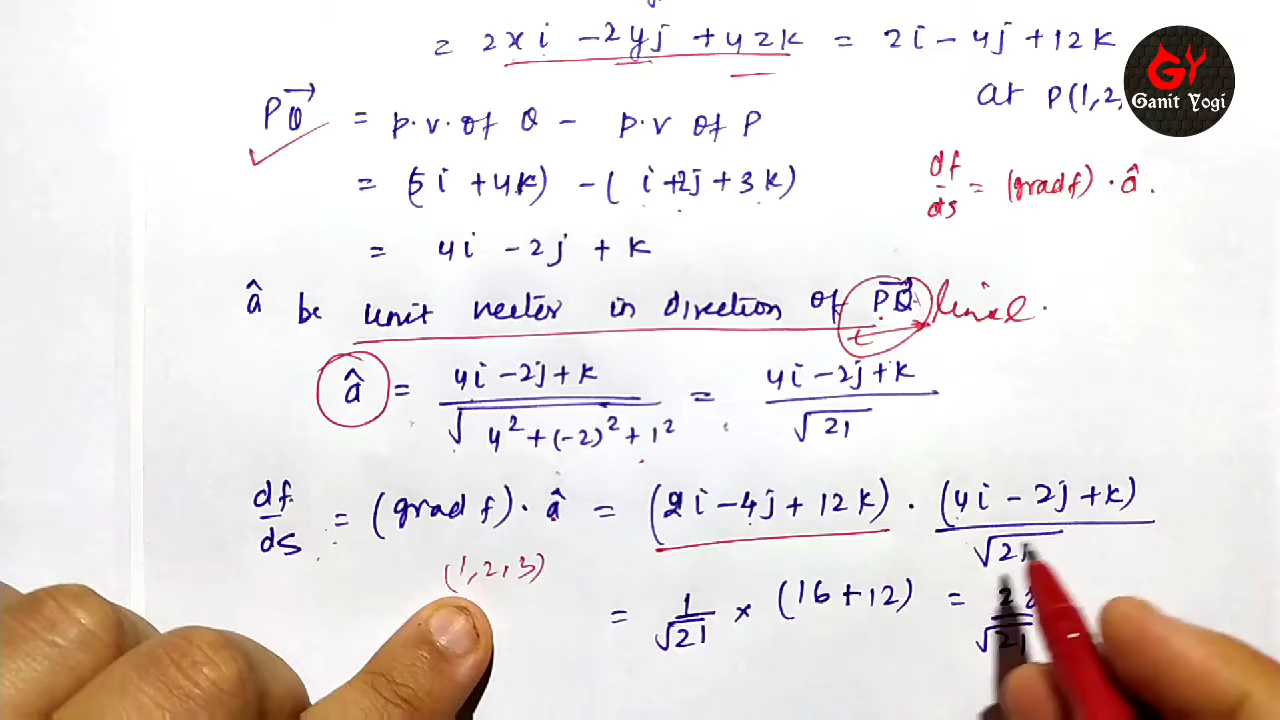 = 2xi - 2yj + 4zk = 2i - 4j + 12k
at P(1,2,
GY
Ganit Yogi
PQ = p.v. of Q - p.v of P
= (5i + 4k) - (i + 2j + 3k)
df/ds = (grad f) · â.
= 4i - 2j + k
â be unit vector in direction of PQ line.
â = (4i - 2j + k)/√(4² + (-2)² + 1²) = (4i - 2j + k)/√21
df/ds = (grad f) · â = (2i - 4j + 12k) · (4i - 2j + k)/√21
(1,2,3)
= 1/√21 × (16 + 12) = /√21